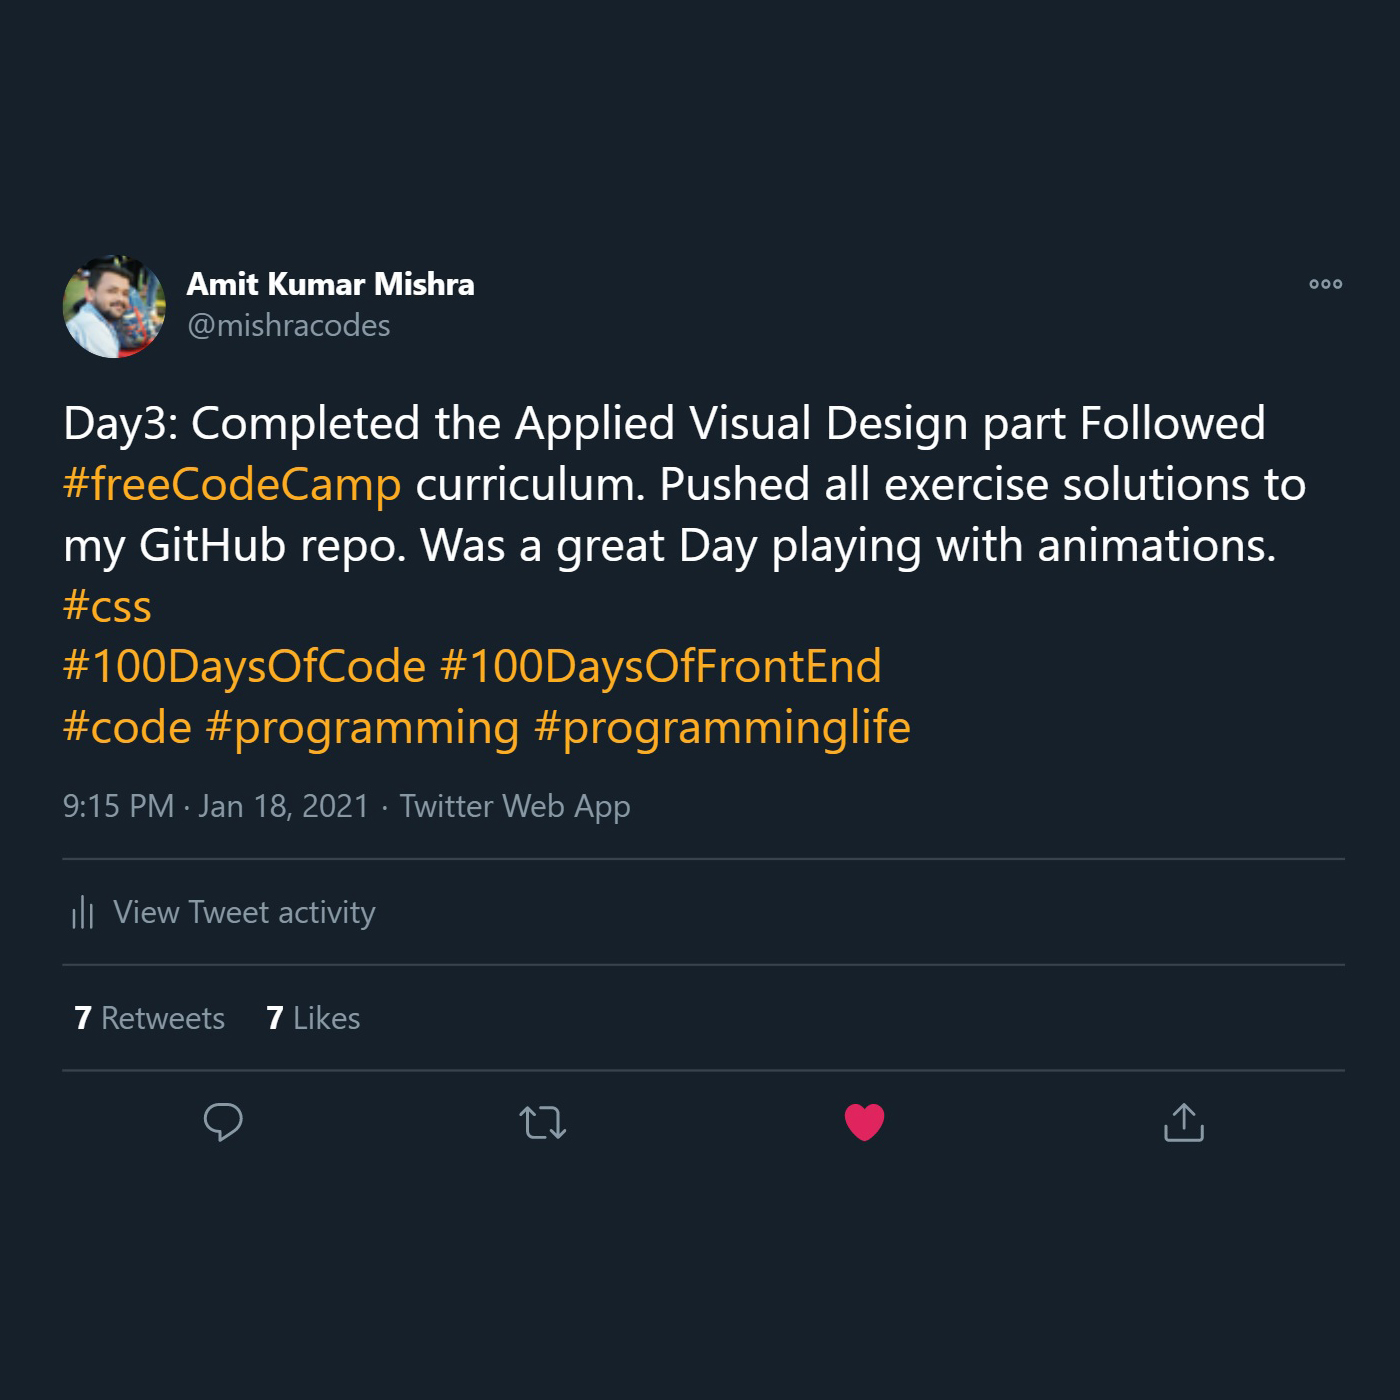 Amit Kumar Mishra
@mishracodes
Day3: Completed the Applied Visual Design part Followed
#freeCodeCamp curriculum. Pushed all exercise solutions to
my GitHub repo. Was a great Day playing with animations.
#css
#100DaysOfCode #100DaysOfFrontEnd
#code #programming #programminglife
9:15 PM · Jan 18, 2021 · Twitter Web App
View Tweet activity
7 Retweets 7 Likes